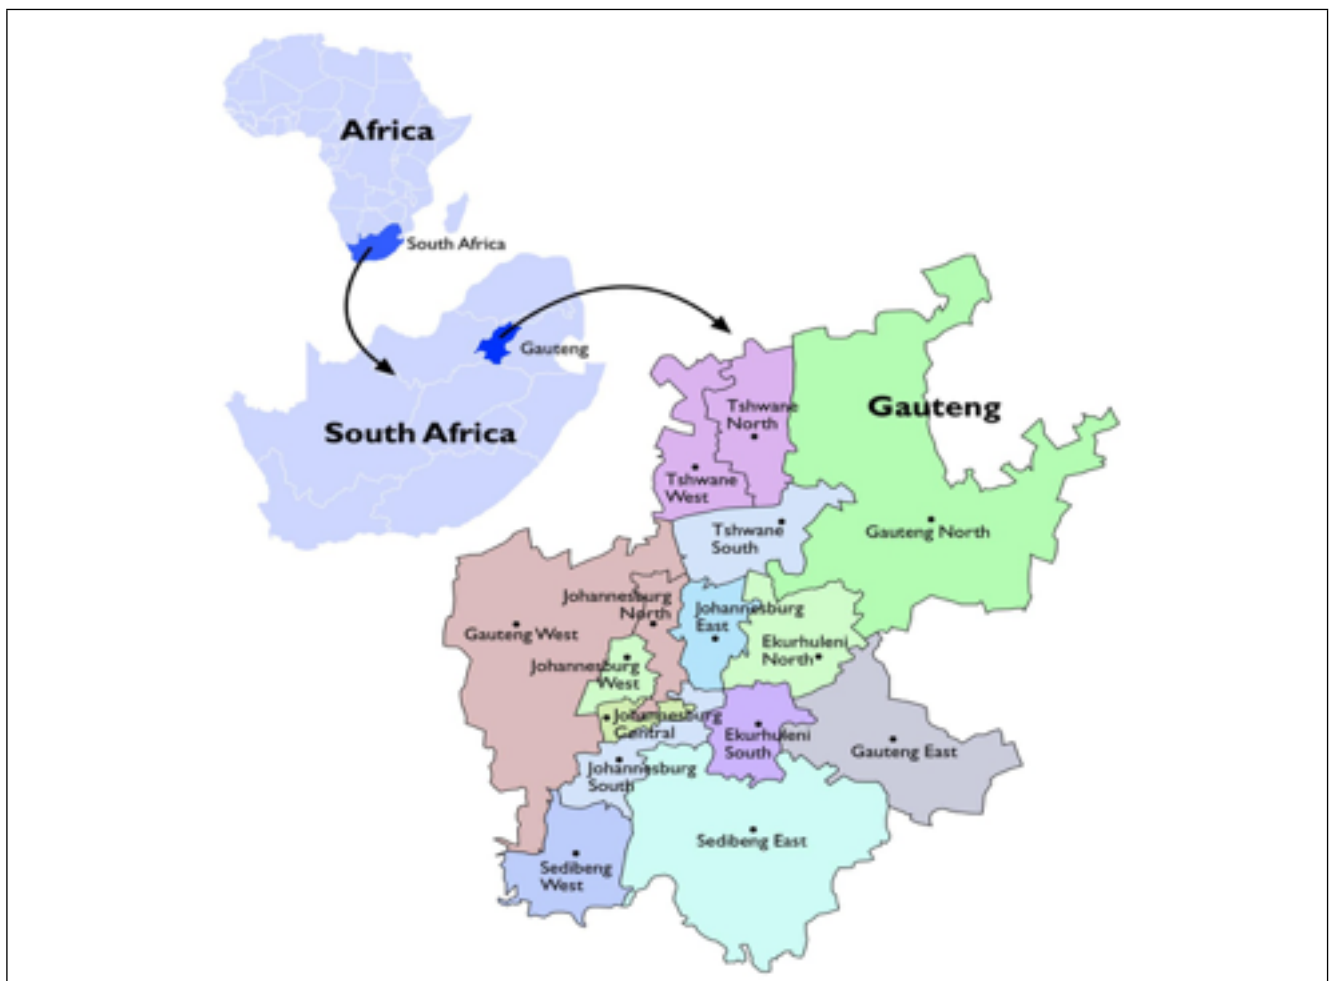 Africa
South Africa
Gauteng
South Africa
Gauteng
Tshwane
North
Tshwane
West
Tshwane
South
Gauteng North
Johannesburg
North
Johannesburg
East
Gauteng West
Ekurhuleni
North
Johannesburg
West
Johannesburg
Central
Ekurhuleni
South
Gauteng East
Johannesburg
South
Sedibeng East
Sedibeng
West